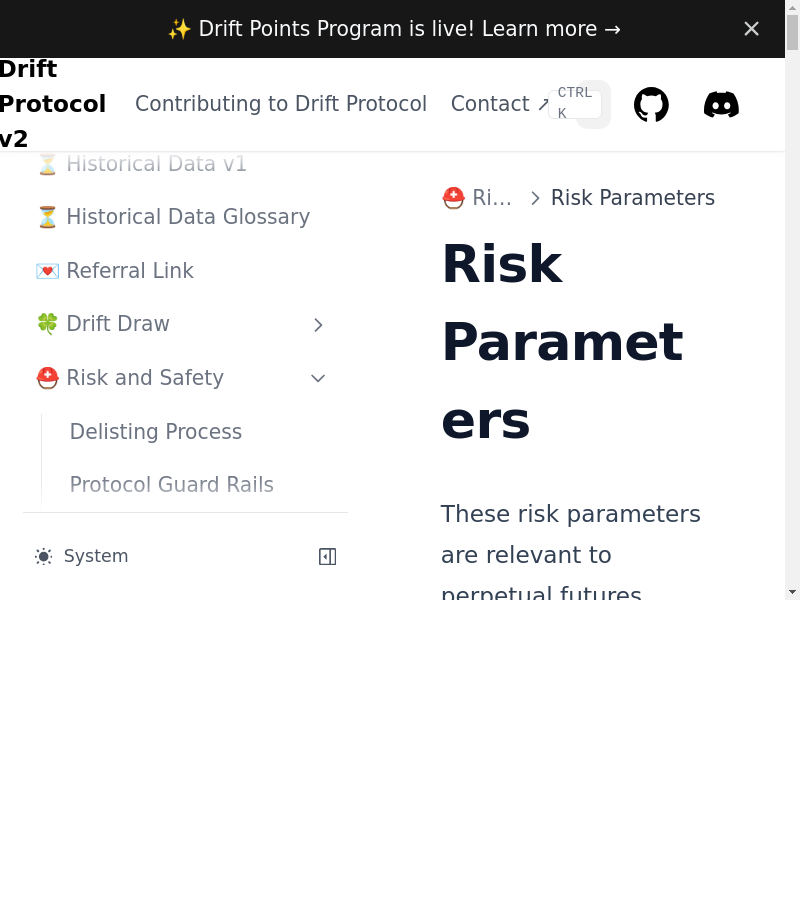 ✨ Drift Points Program is live! Learn more →
Drift
Protocol
v2
Contributing to Drift Protocol
Contact ↗
CTRL
K
⏳ Historical Data v1
⏳ Historical Data Glossary
💌 Referral Link
🍀 Drift Draw
⛑️ Risk and Safety
Delisting Process
Protocol Guard Rails
System
⛑️ Ri…
Risk Parameters
Risk
Paramet
ers
These risk parameters
are relevant to
perpetual futures